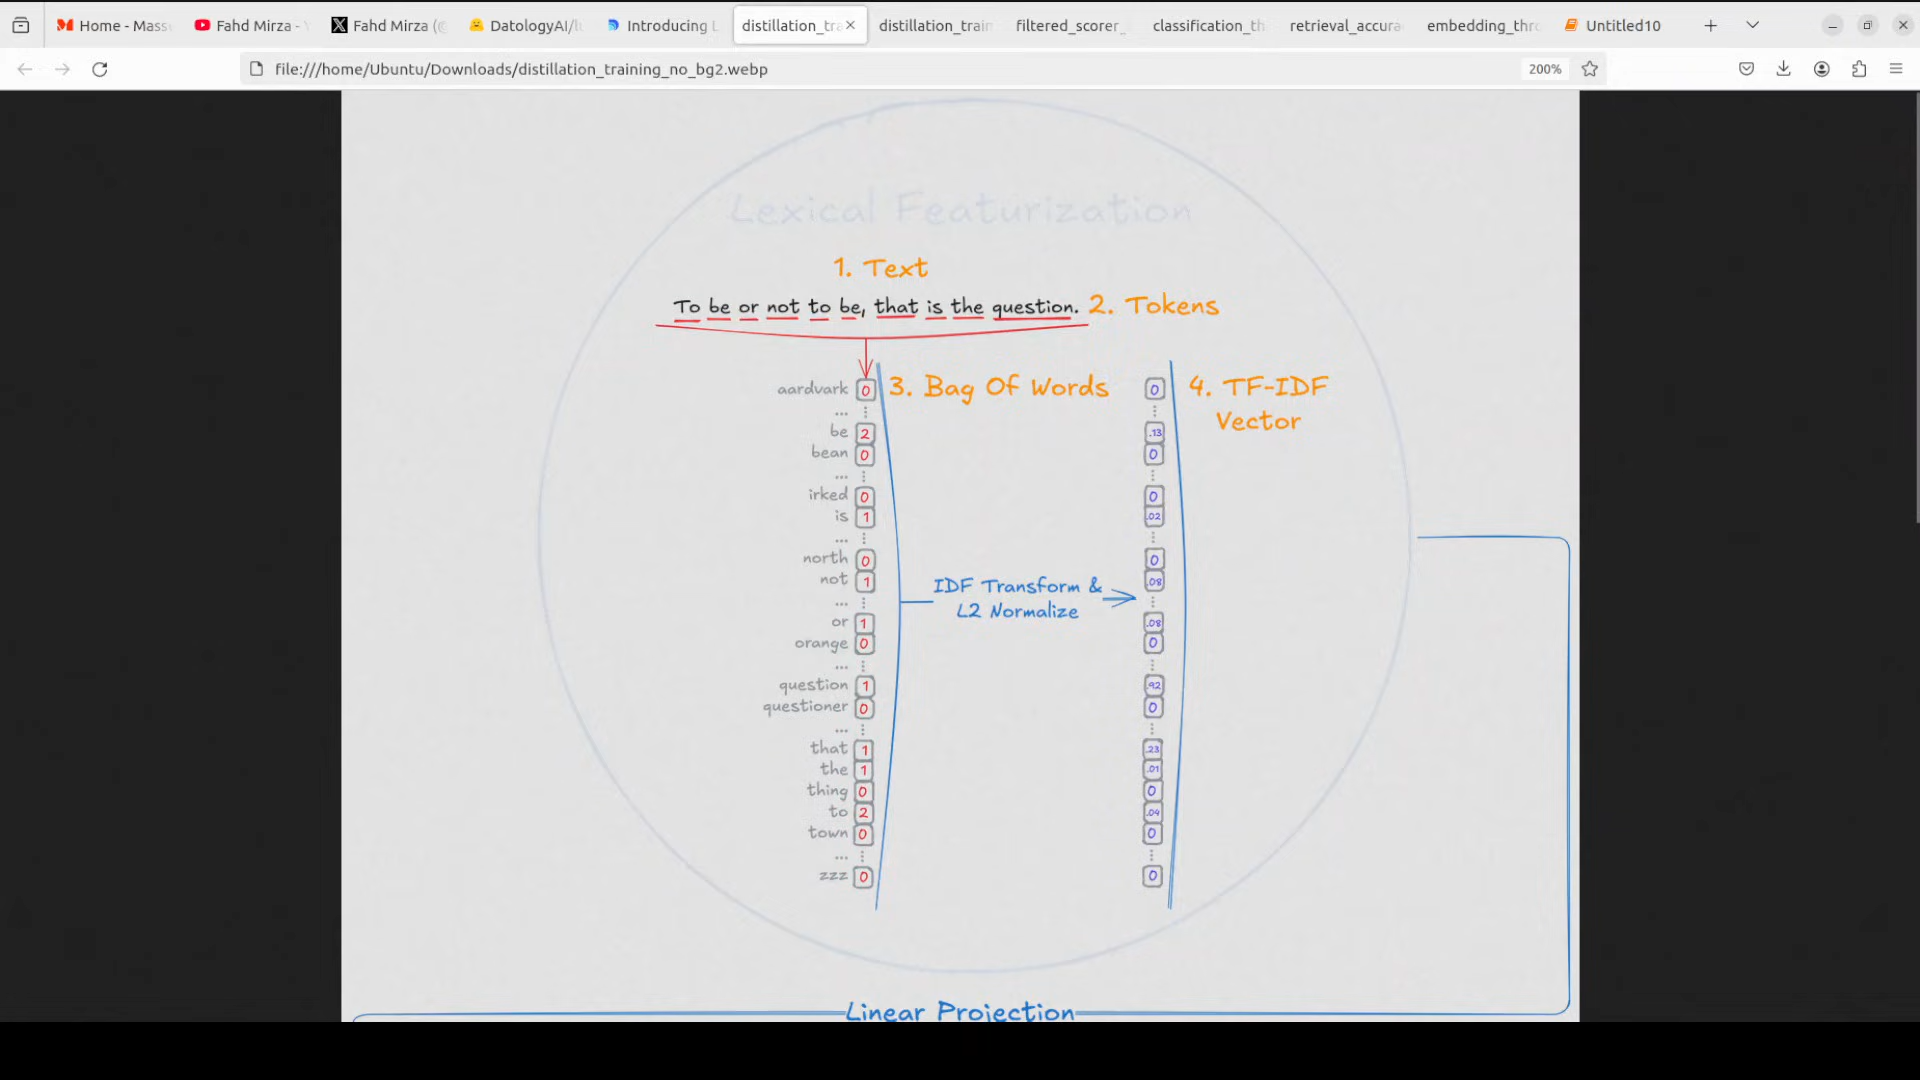 Home - Mass
Fahd Mirza - Y
Fahd Mirza (@
DatologyAI/lu
Introducing L
distillation_tra
distillation_train
filtered_scorer_
classification_th
retrieval_accura
embedding_thro
Untitled10
file:///home/Ubuntu/Downloads/distillation_training_no_bg2.webp
200%
Lexical Featurization
1. Text
To be or not to be, that is the question. 2. Tokens
3. Bag Of Words
4. TF-IDF
Vector
aardvark 0 0
...
be 2 .13
bean 0 0
...
irked 0 0
is 1 .02
...
north 0 0
not 1 .08
...
or 1 .08
orange 0 0
...
question 1 .92
questioner 0 0
...
that 1 .23
the 1 .01
thing 0 0
to 2 .04
town 0 0
...
zzz 0 0
IDF Transform &
L2 Normalize
Linear Projection